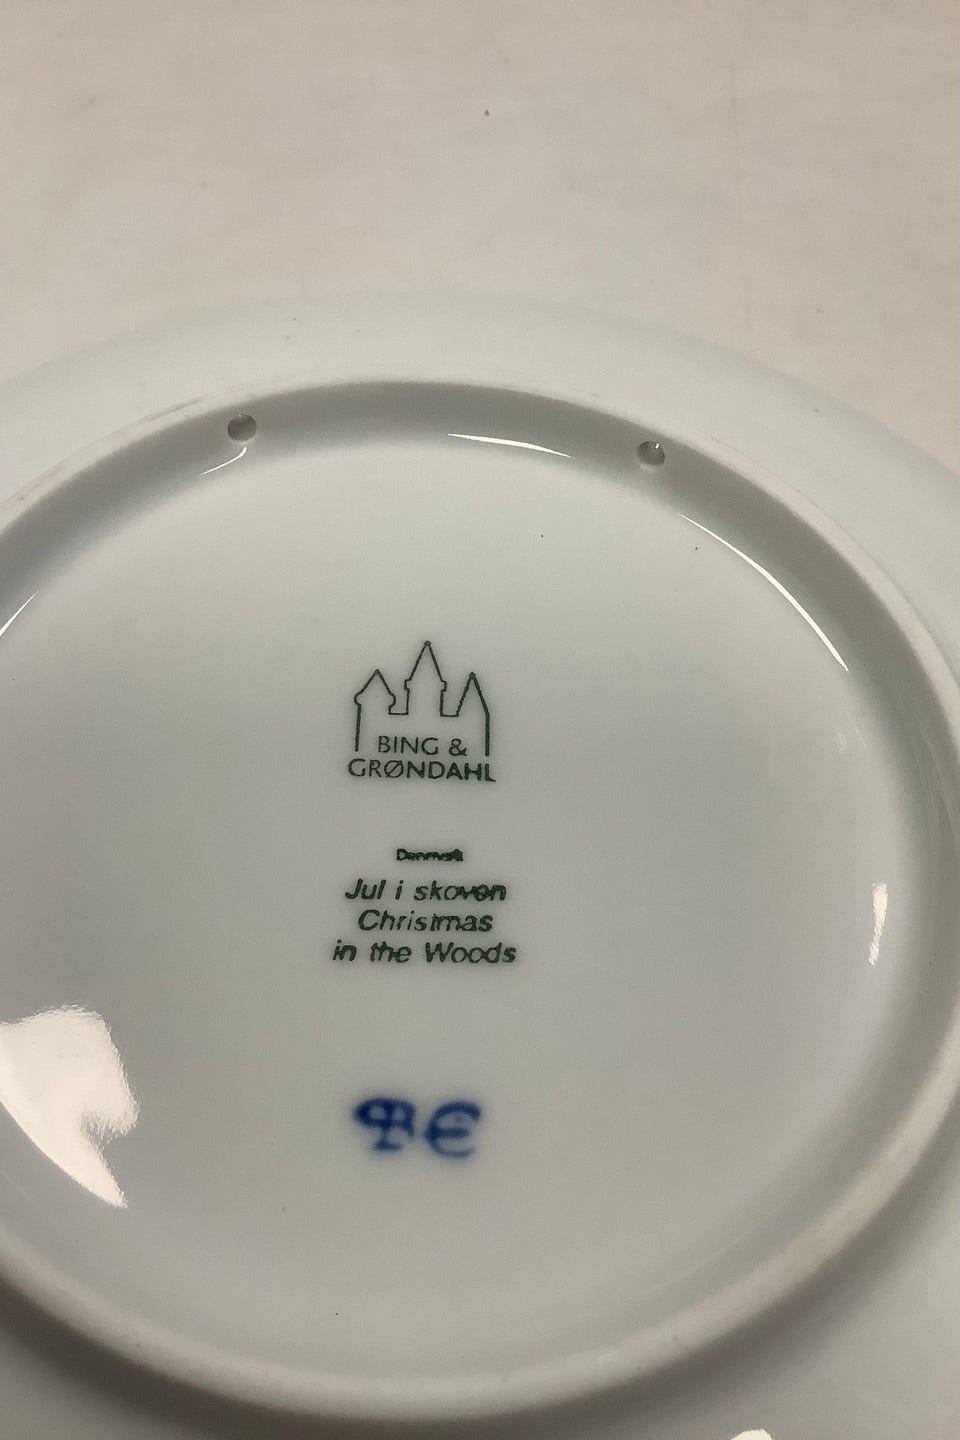 BING &
GRØNDAHL
Denmark
Jul i skoven
Christmas
in the Woods